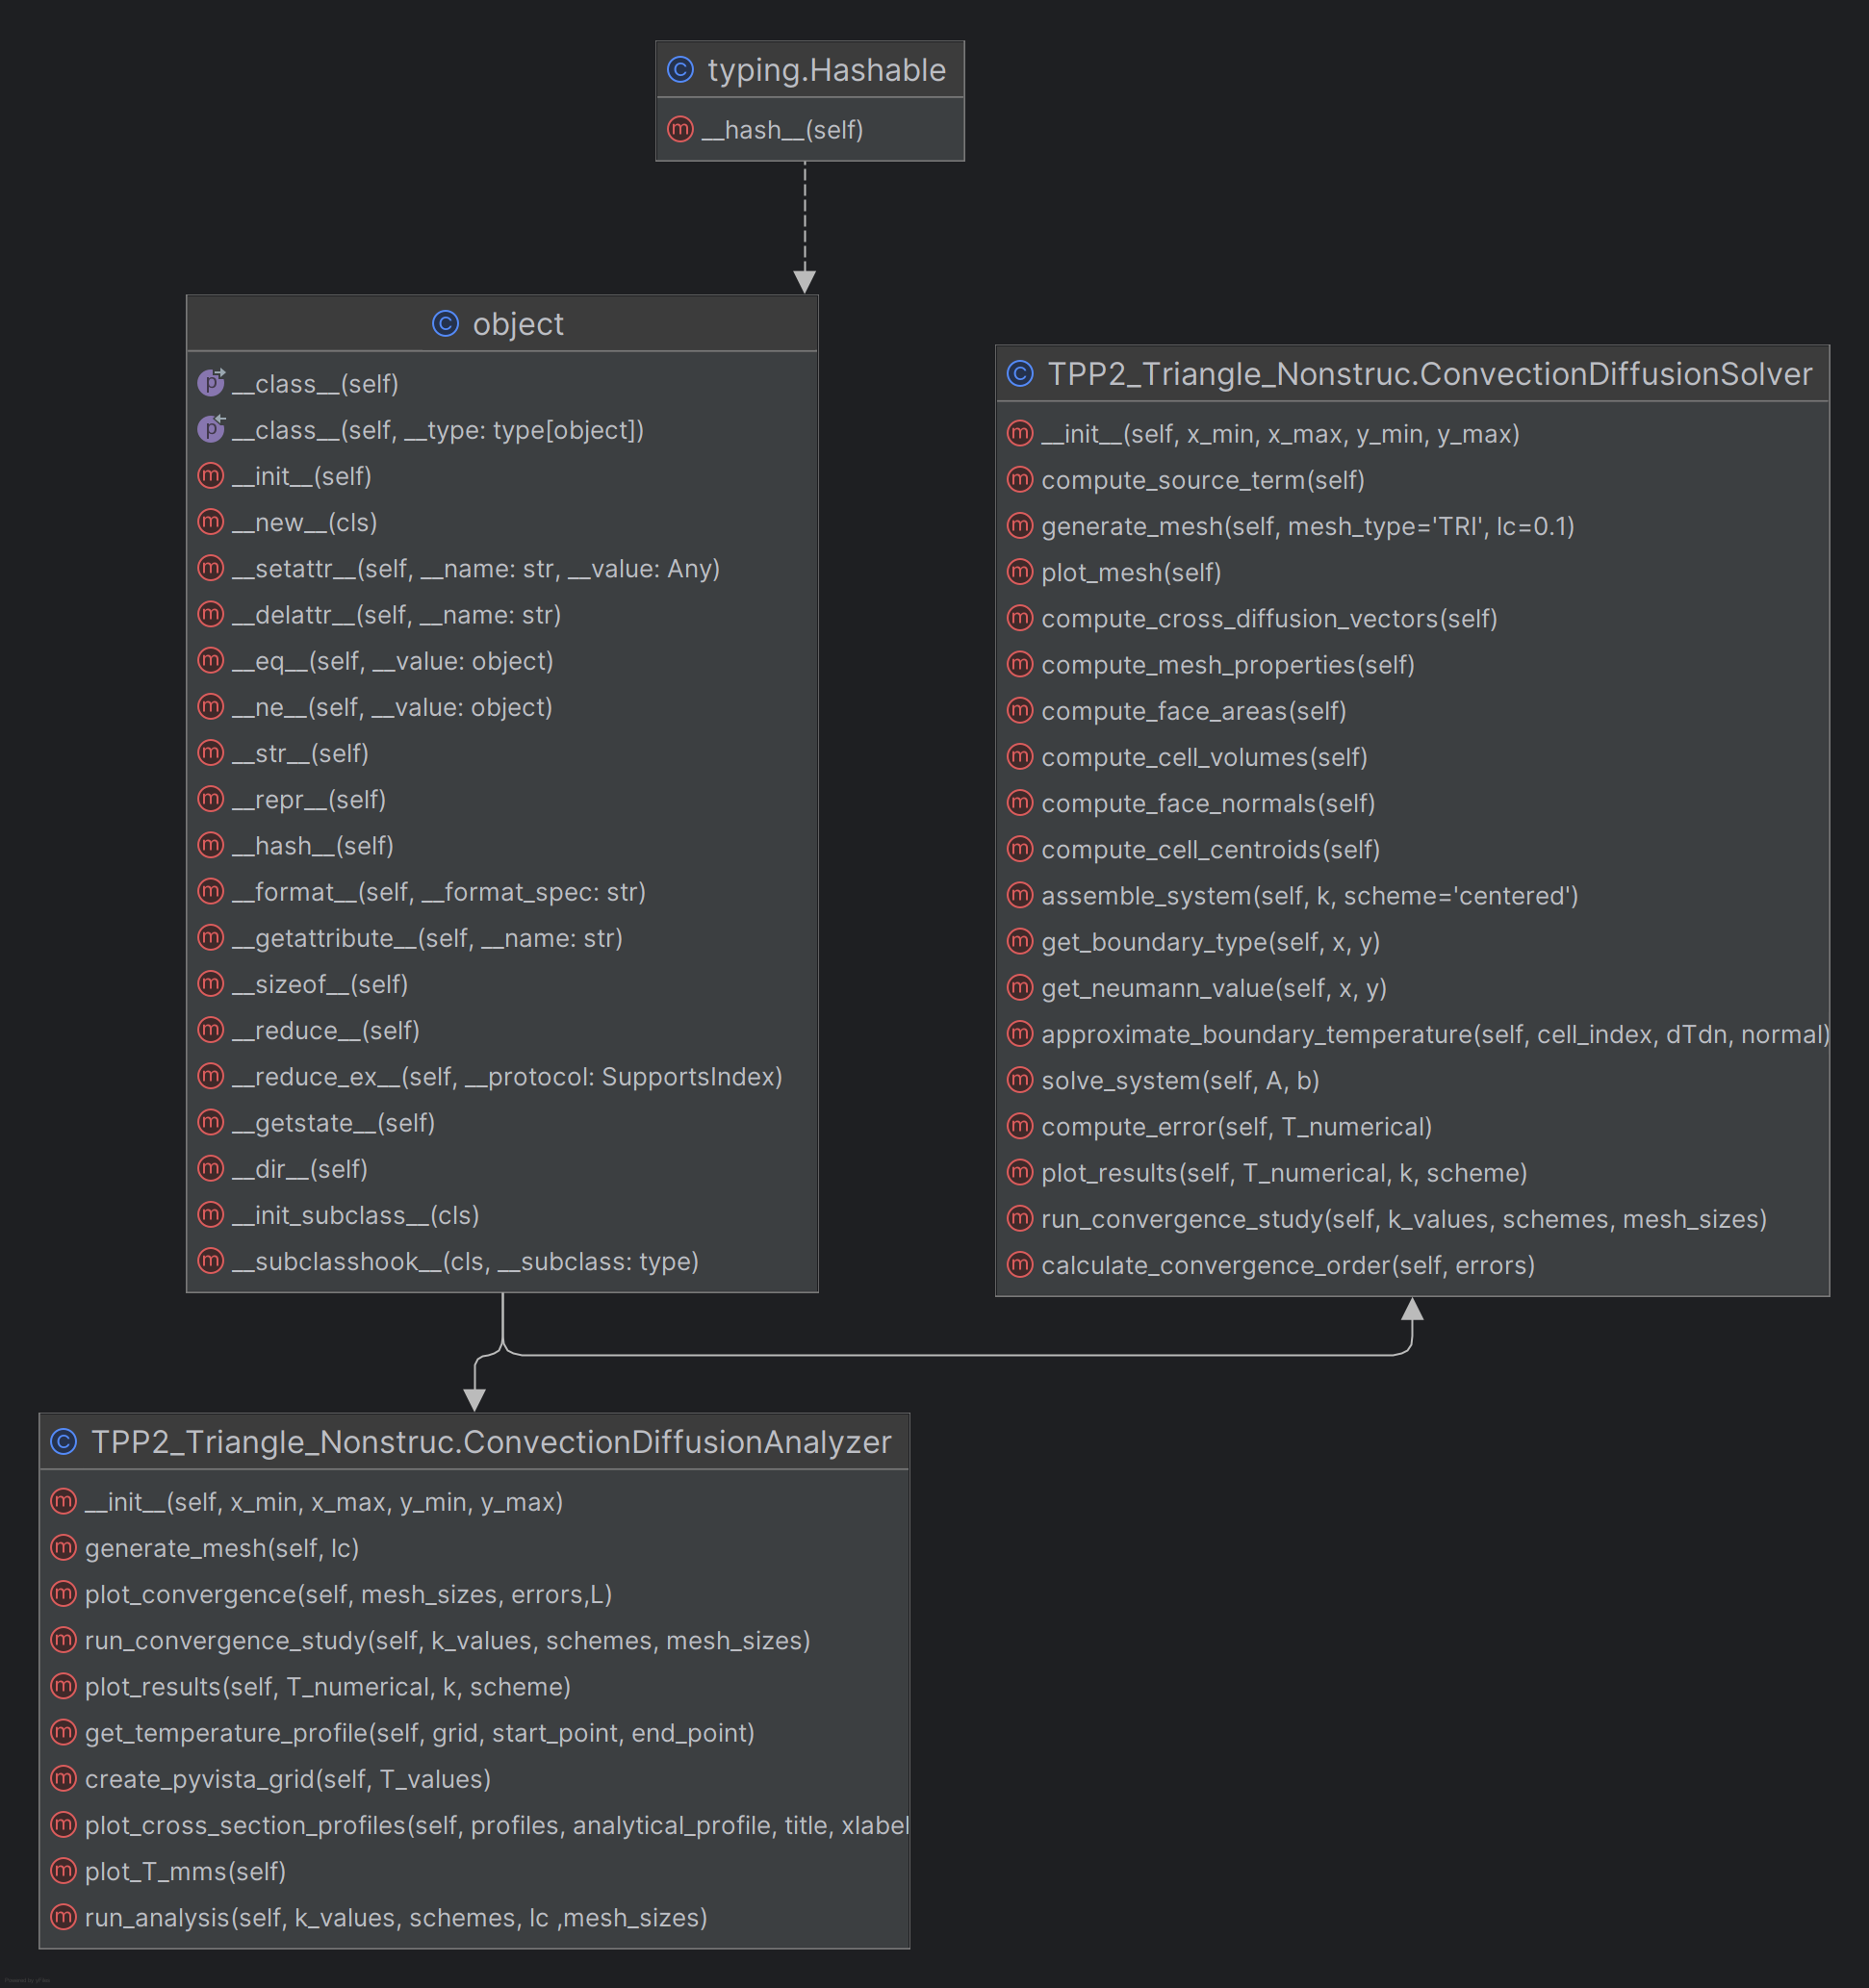 typing.Hashable
__hash__(self)
object
__class__(self)
__class__(self, __type: type[object])
__init__(self)
__new__(cls)
__setattr__(self, __name: str, __value: Any)
__delattr__(self, __name: str)
__eq__(self, __value: object)
__ne__(self, __value: object)
__str__(self)
__repr__(self)
__hash__(self)
__format__(self, __format_spec: str)
__getattribute__(self, __name: str)
__sizeof__(self)
__reduce__(self)
__reduce_ex__(self, __protocol: SupportsIndex)
__getstate__(self)
__dir__(self)
__init_subclass__(cls)
__subclasshook__(cls, __subclass: type)
TPP2_Triangle_Nonstruc.ConvectionDiffusionSolver
__init__(self, x_min, x_max, y_min, y_max)
compute_source_term(self)
generate_mesh(self, mesh_type='TRI', lc=0.1)
plot_mesh(self)
compute_cross_diffusion_vectors(self)
compute_mesh_properties(self)
compute_face_areas(self)
compute_cell_volumes(self)
compute_face_normals(self)
compute_cell_centroids(self)
assemble_system(self, k, scheme='centered')
get_boundary_type(self, x, y)
get_neumann_value(self, x, y)
approximate_boundary_temperature(self, cell_index, dTdn, normal)
solve_system(self, A, b)
compute_error(self, T_numerical)
plot_results(self, T_numerical, k, scheme)
run_convergence_study(self, k_values, schemes, mesh_sizes)
calculate_convergence_order(self, errors)
TPP2_Triangle_Nonstruc.ConvectionDiffusionAnalyzer
__init__(self, x_min, x_max, y_min, y_max)
generate_mesh(self, lc)
plot_convergence(self, mesh_sizes, errors,L)
run_convergence_study(self, k_values, schemes, mesh_sizes)
plot_results(self, T_numerical, k, scheme)
get_temperature_profile(self, grid, start_point, end_point)
create_pyvista_grid(self, T_values)
plot_cross_section_profiles(self, profiles, analytical_profile, title, xlabel
plot_T_mms(self)
run_analysis(self, k_values, schemes, lc ,mesh_sizes)
Powered by yFiles